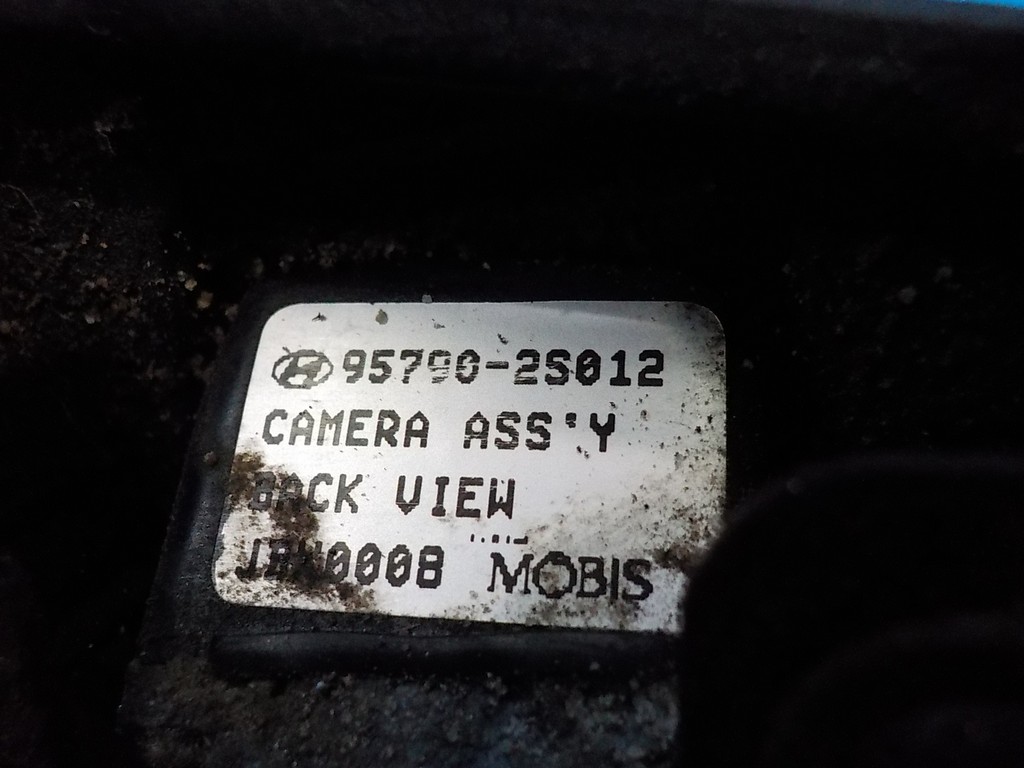 95790-2S012
CAMERA ASS'Y
BACK VIEW
MOBIS